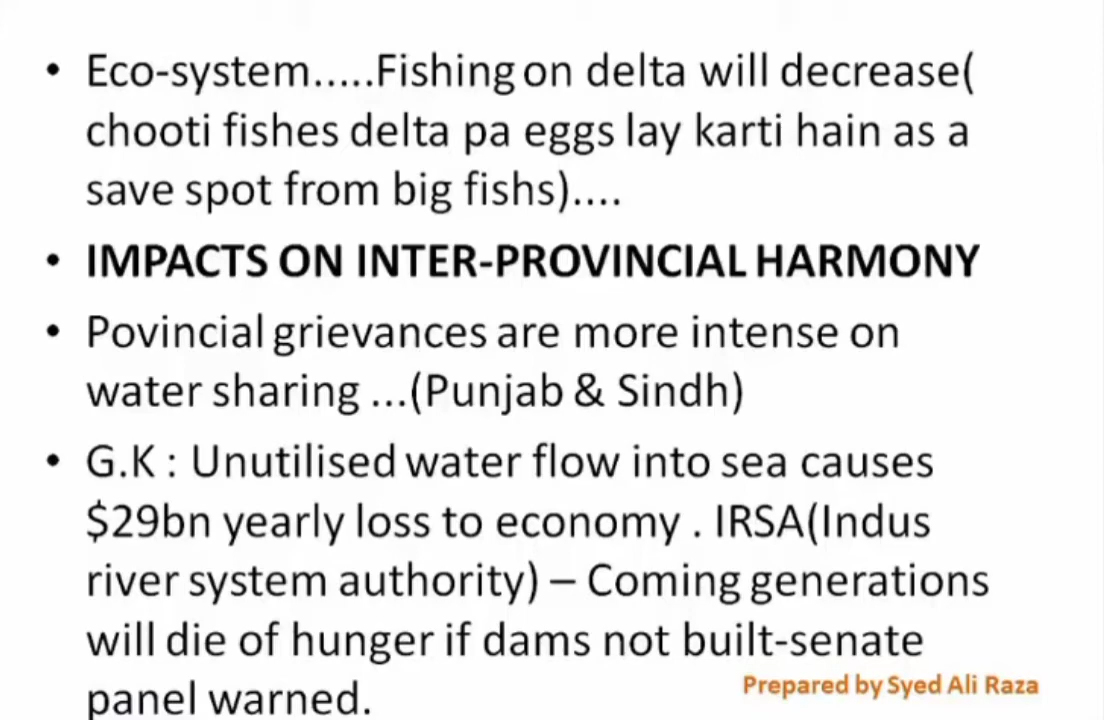 • Eco-system.....Fishing on delta will decrease(
chooti fishes delta pa eggs lay karti hain as a
save spot from big fishs)....
• IMPACTS ON INTER-PROVINCIAL HARMONY
• Povincial grievances are more intense on
water sharing ...(Punjab & Sindh)
• G.K : Unutilised water flow into sea causes
$29bn yearly loss to economy . IRSA(Indus
river system authority) – Coming generations
will die of hunger if dams not built-senate
panel warned.
Prepared by Syed Ali Raza